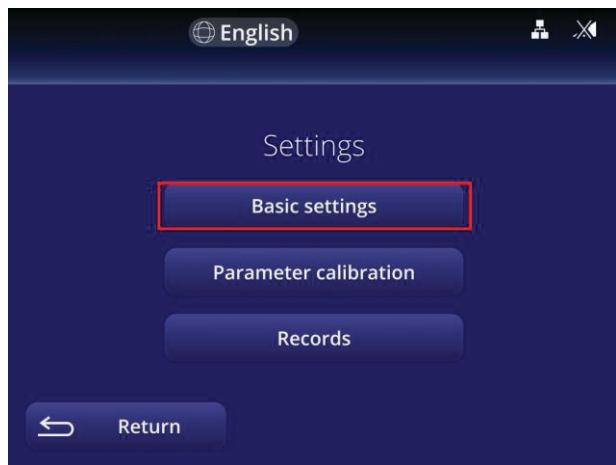 English
Settings
Basic settings
Parameter calibration
Records
Return